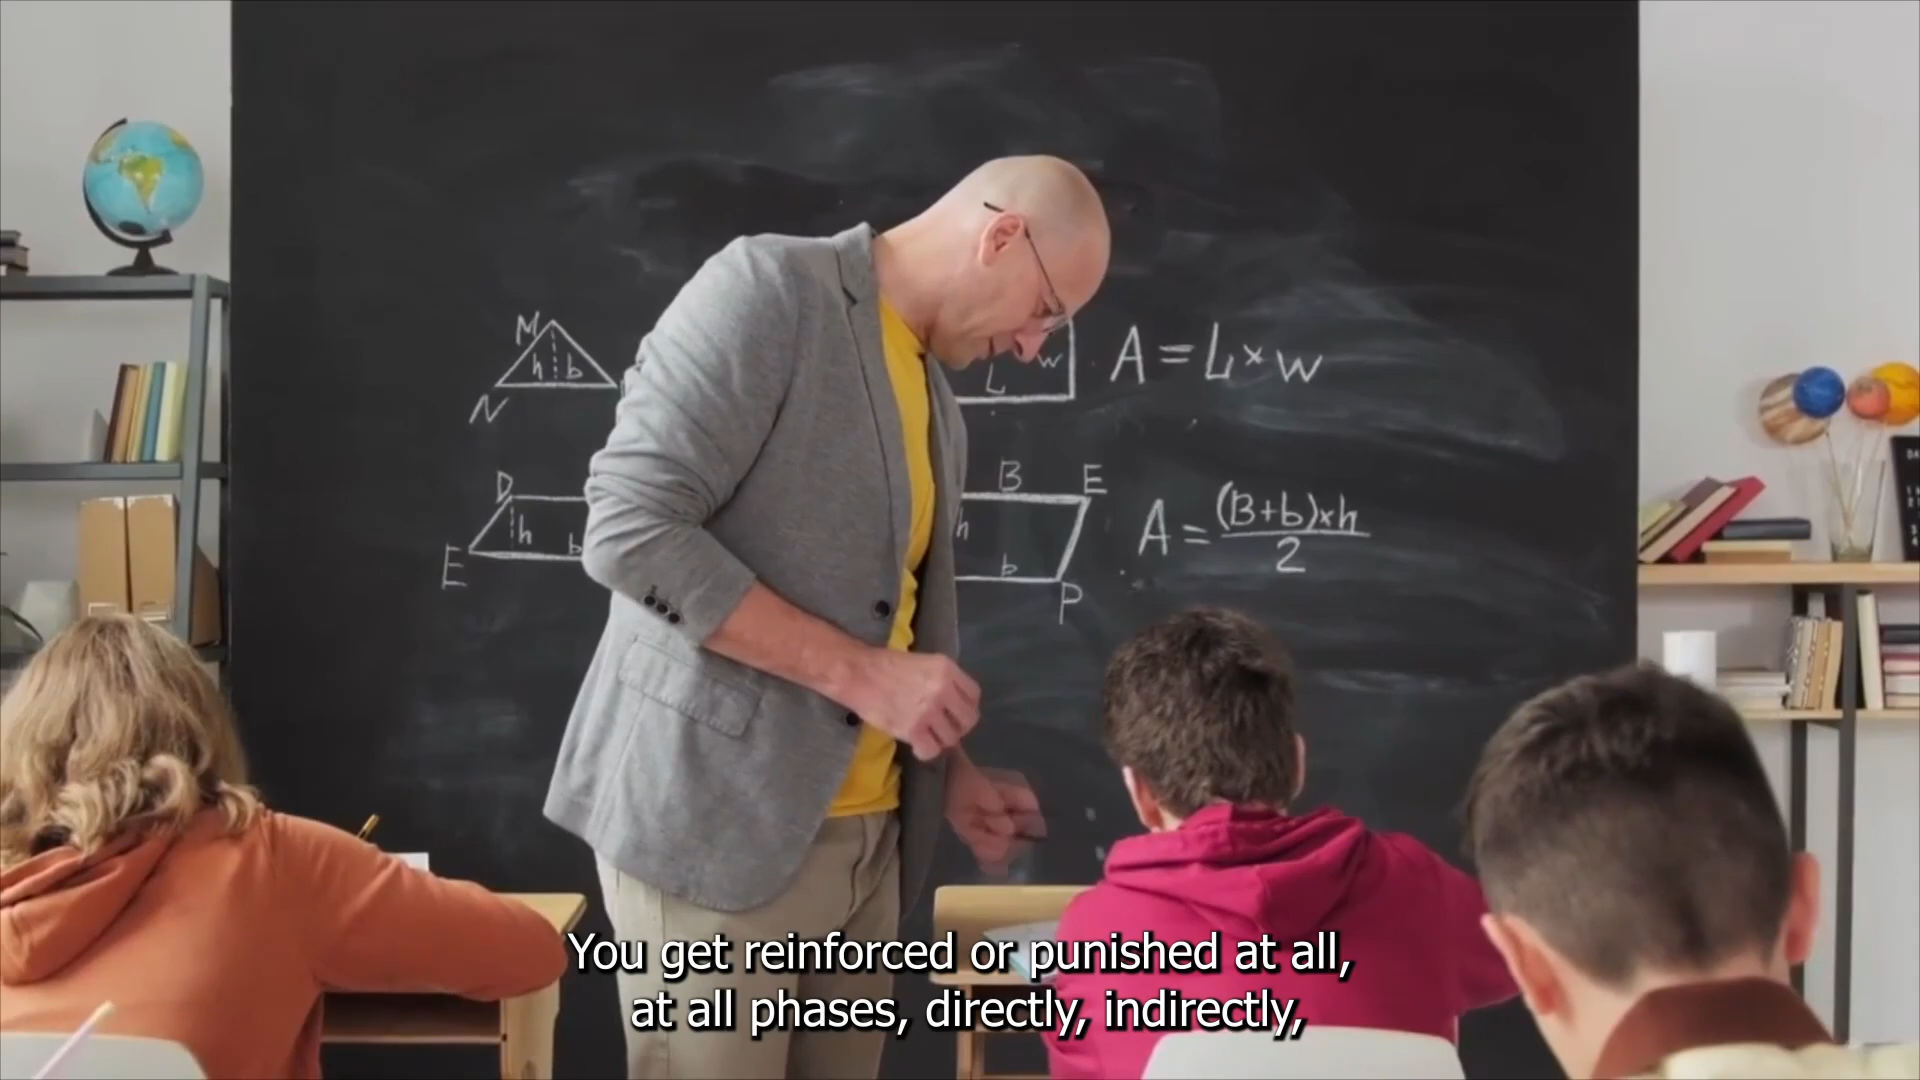 M
h b
N
w
L
A = L × w
D
h
b
E
B E
h
b
P
A = (B+b)×h
2
You get reinforced or punished at all,
at all phases, directly, indirectly,